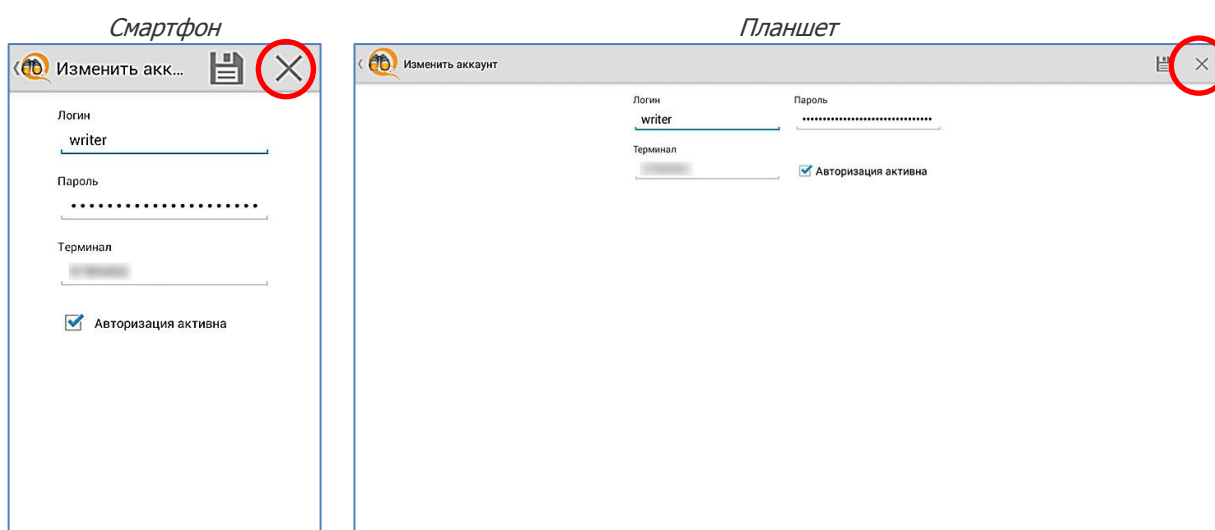 Смартфон
Изменить акк...
Логин
writer
Пароль
•••••••••••••••••••••
Терминал
Авторизация активна
Планшет
Изменить аккаунт
Логин
Пароль
writer
••••••••••••••••••••••••••••••••
Терминал
Авторизация активна